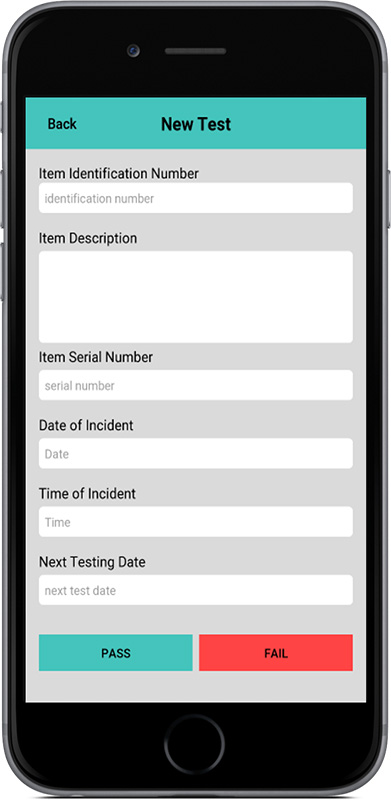 Back
New Test
Item Identification Number
identification number
Item Description
Item Serial Number
serial number
Date of Incident
Date
Time of Incident
Time
Next Testing Date
next test date
PASS
FAIL